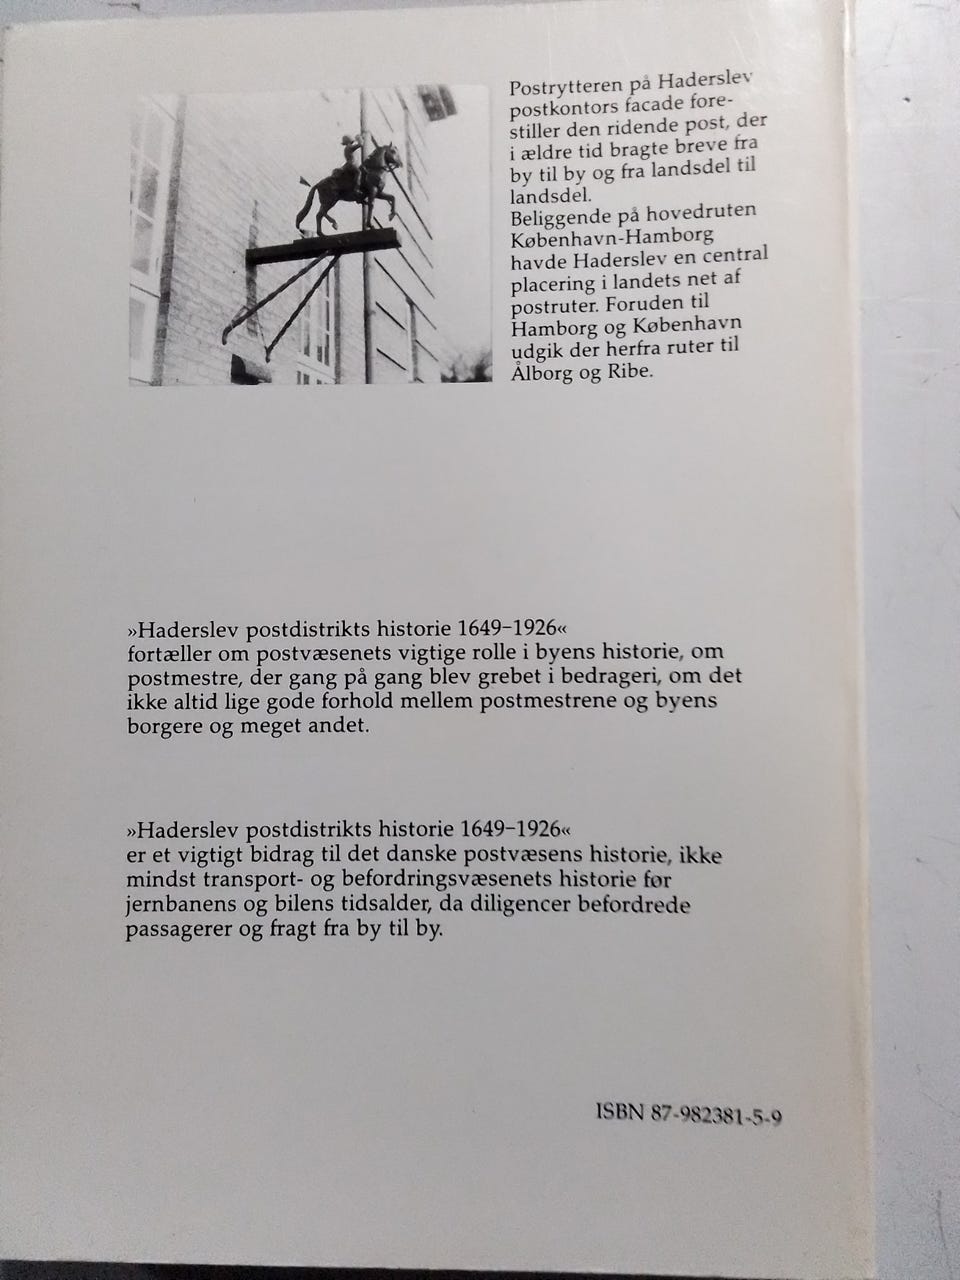 Postrytteren på Haderslev
postkontors facade fore-
stiller den ridende post, der
i ældre tid bragte breve fra
by til by og fra landsdel til
landsdel.
Beliggende på hovedruten
København-Hamborg
havde Haderslev en central
placering i landets net af
postruter. Foruden til
Hamborg og København
udgik der herfra ruter til
Ålborg og Ribe.
»Haderslev postdistrikts historie 1649–1926«
fortæller om postvæsenets vigtige rolle i byens historie, om
postmestre, der gang på gang blev grebet i bedrageri, om det
ikke altid lige gode forhold mellem postmestrene og byens
borgere og meget andet.
»Haderslev postdistrikts historie 1649–1926«
er et vigtigt bidrag til det danske postvæsens historie, ikke
mindst transport- og befordringsvæsenets historie før
jernbanens og bilens tidsalder, da diligencer befordrede
passagerer og fragt fra by til by.
ISBN 87-982381-5-9